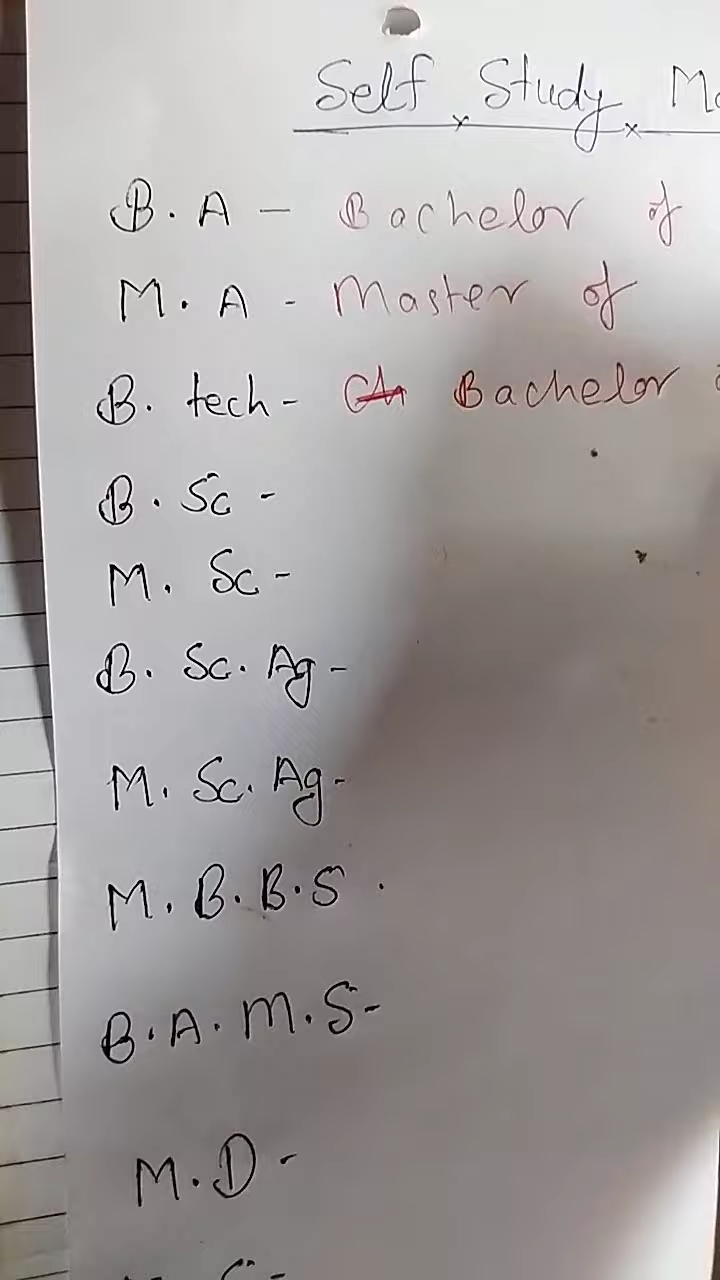 Self Study
B. A - Bachelor of
M. A - Master of
B. tech - Bachelor
B. Sc -
M. Sc -
B. Sc. Ag -
M. Sc. Ag -
M. B. B. S .
B. A. M. S -
M. D -